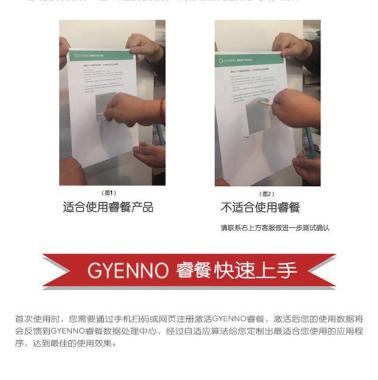 GYENNO
GYENNO
(图1)
(图2)
适合使用睿餐产品
不适合使用睿餐
请联系右上方客服做进一步测试确认
GYENNO 睿餐快速上手
首次使用时,您需要通过手机扫码或网页注册激活GYENNO睿餐,激活后您的使用数据将
会反馈到GYENNO睿餐数据处理中心,经过自适应算法给您定制出最适合您使用的应用程
序,达到最佳的使用效果。